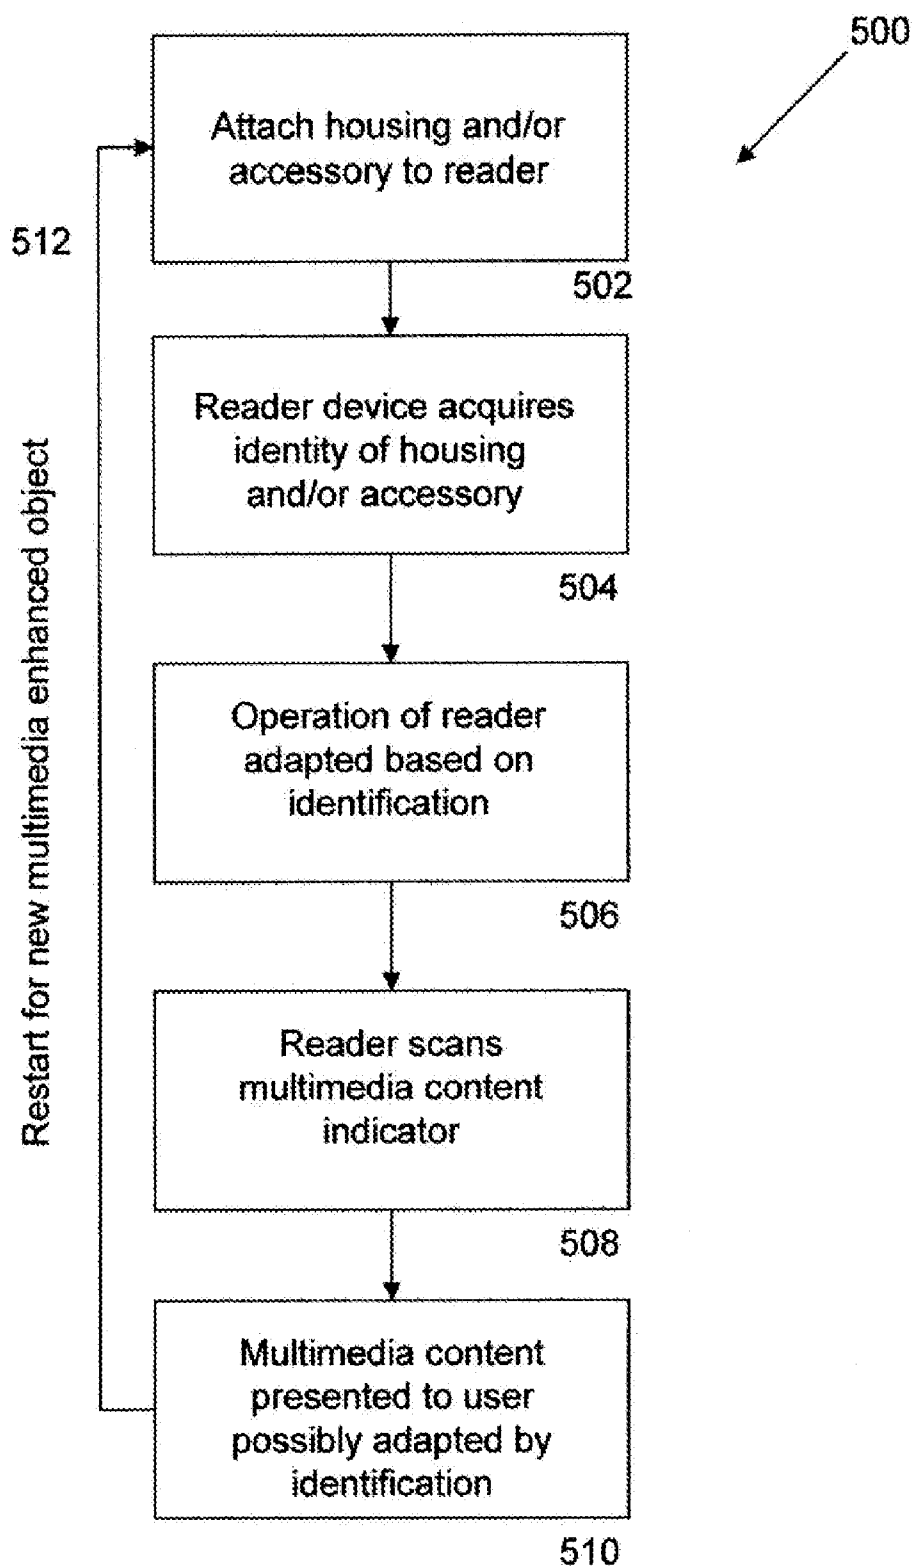 500
Attach housing and/or
accessory to reader
502
512
Reader device acquires
identity of housing
and/or accessory
504
Restart for new multimedia enhanced object
Operation of reader
adapted based on
identification
506
Reader scans
multimedia content
indicator
508
Multimedia content
presented to user
possibly adapted by
identification
510